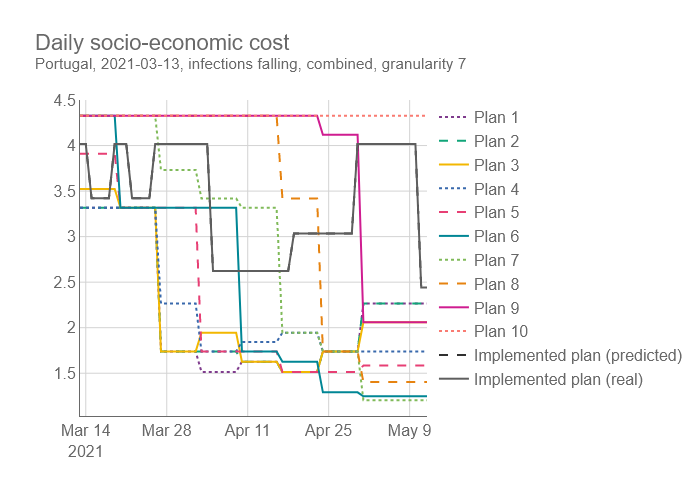 Daily socio-economic cost
Portugal, 2021-03-13, infections falling, combined, granularity 7
4.5
4
3.5
3
2.5
2
1.5
Mar 14
2021
Mar 28
Apr 11
Apr 25
May 9
Plan 1
Plan 2
Plan 3
Plan 4
Plan 5
Plan 6
Plan 7
Plan 8
Plan 9
Plan 10
Implemented plan (predicted)
Implemented plan (real)